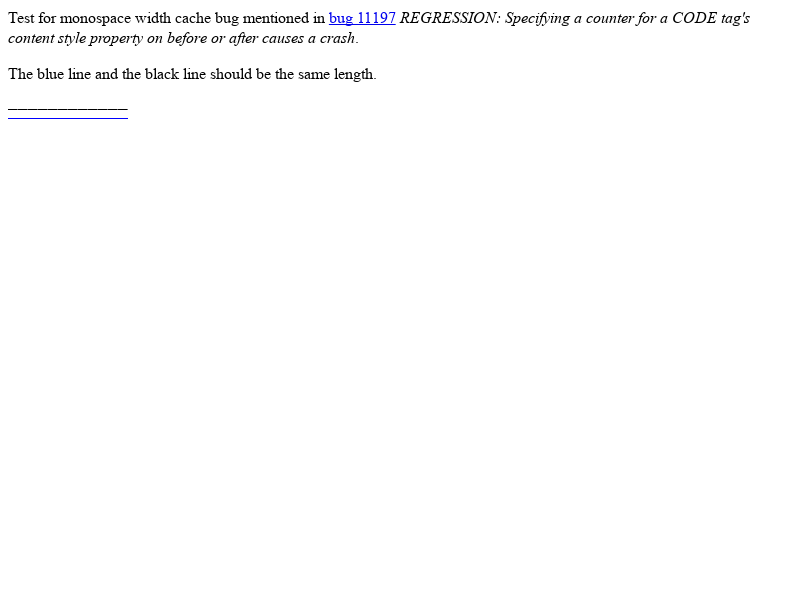 Test for monospace width cache bug mentioned in bug 11197 REGRESSION: Specifying a counter for a CODE tag's
content style property on before or after causes a crash.
The blue line and the black line should be the same length.
____________